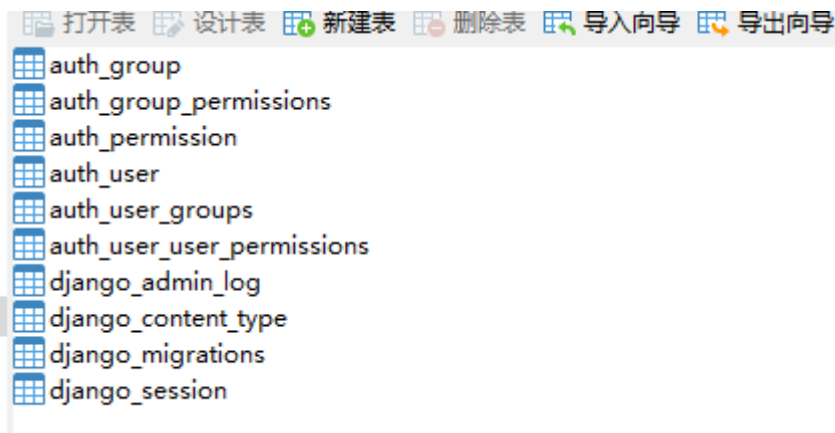 打开表 设计表 新建表 删除表 导入向导 导出向导
auth_group
auth_group_permissions
auth_permission
auth_user
auth_user_groups
auth_user_user_permissions
django_admin_log
django_content_type
django_migrations
django_session